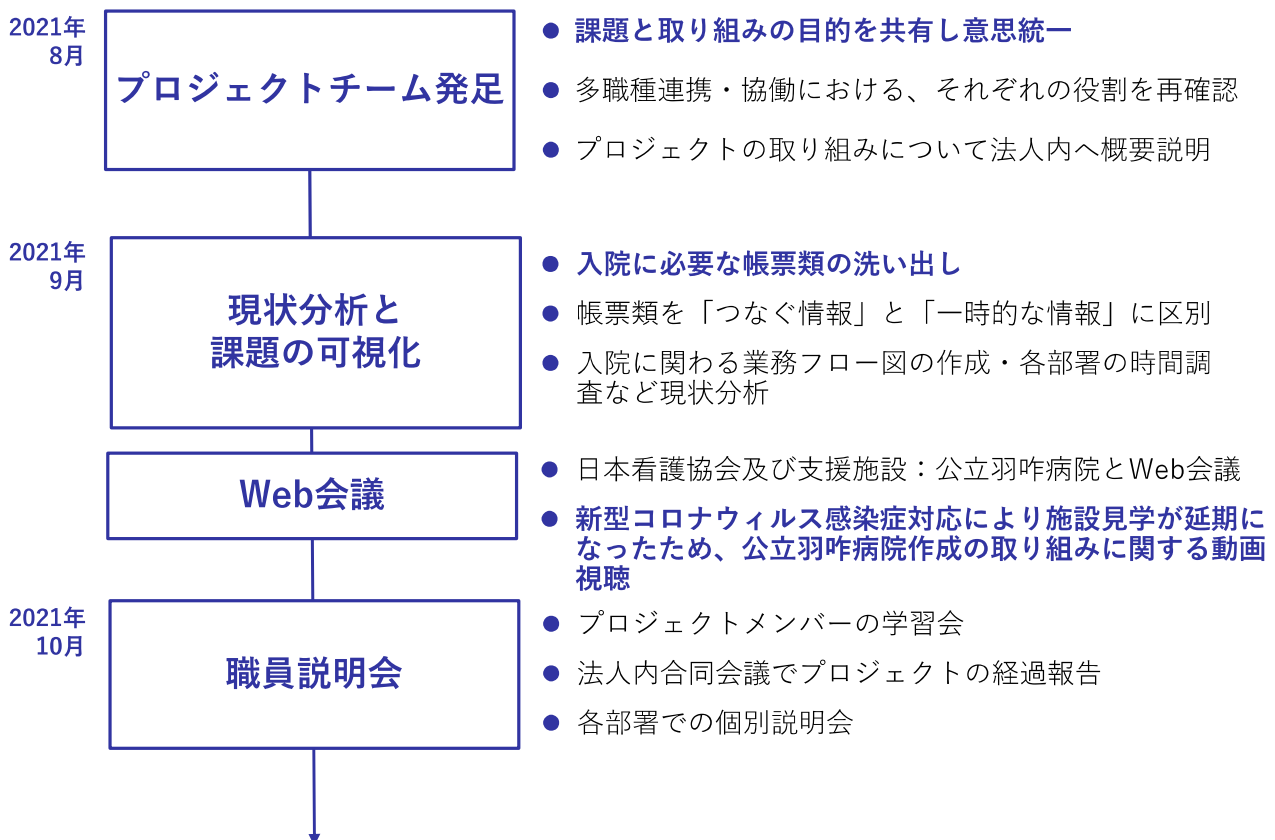 2021年
8月
プロジェクトチーム発足
● 課題と取り組みの目的を共有し意思統一
● 多職種連携・協働における、それぞれの役割を再確認
● プロジェクトの取り組みについて法人内へ概要説明
2021年
9月
現状分析と
課題の可視化
● 入院に必要な帳票類の洗い出し
● 帳票類を「つなぐ情報」と「一時的な情報」に区別
● 入院に関わる業務フロー図の作成・各部署の時間調
査など現状分析
Web会議
● 日本看護協会及び支援施設：公立羽咋病院とWeb会議
● 新型コロナウィルス感染症対応により施設見学が延期に
なったため、公立羽咋病院作成の取り組みに関する動画
視聴
2021年
10月
職員説明会
● プロジェクトメンバーの学習会
● 法人内合同会議でプロジェクトの経過報告
● 各部署での個別説明会